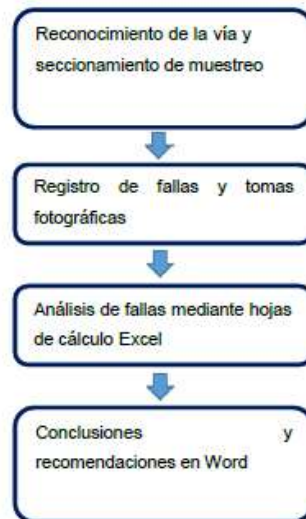 Reconocimiento de la vía y
seccionamiento de muestreo
Registro de fallas y tomas
fotográficas
Análisis de fallas mediante hojas
de cálculo Excel
Conclusiones y
recomendaciones en Word